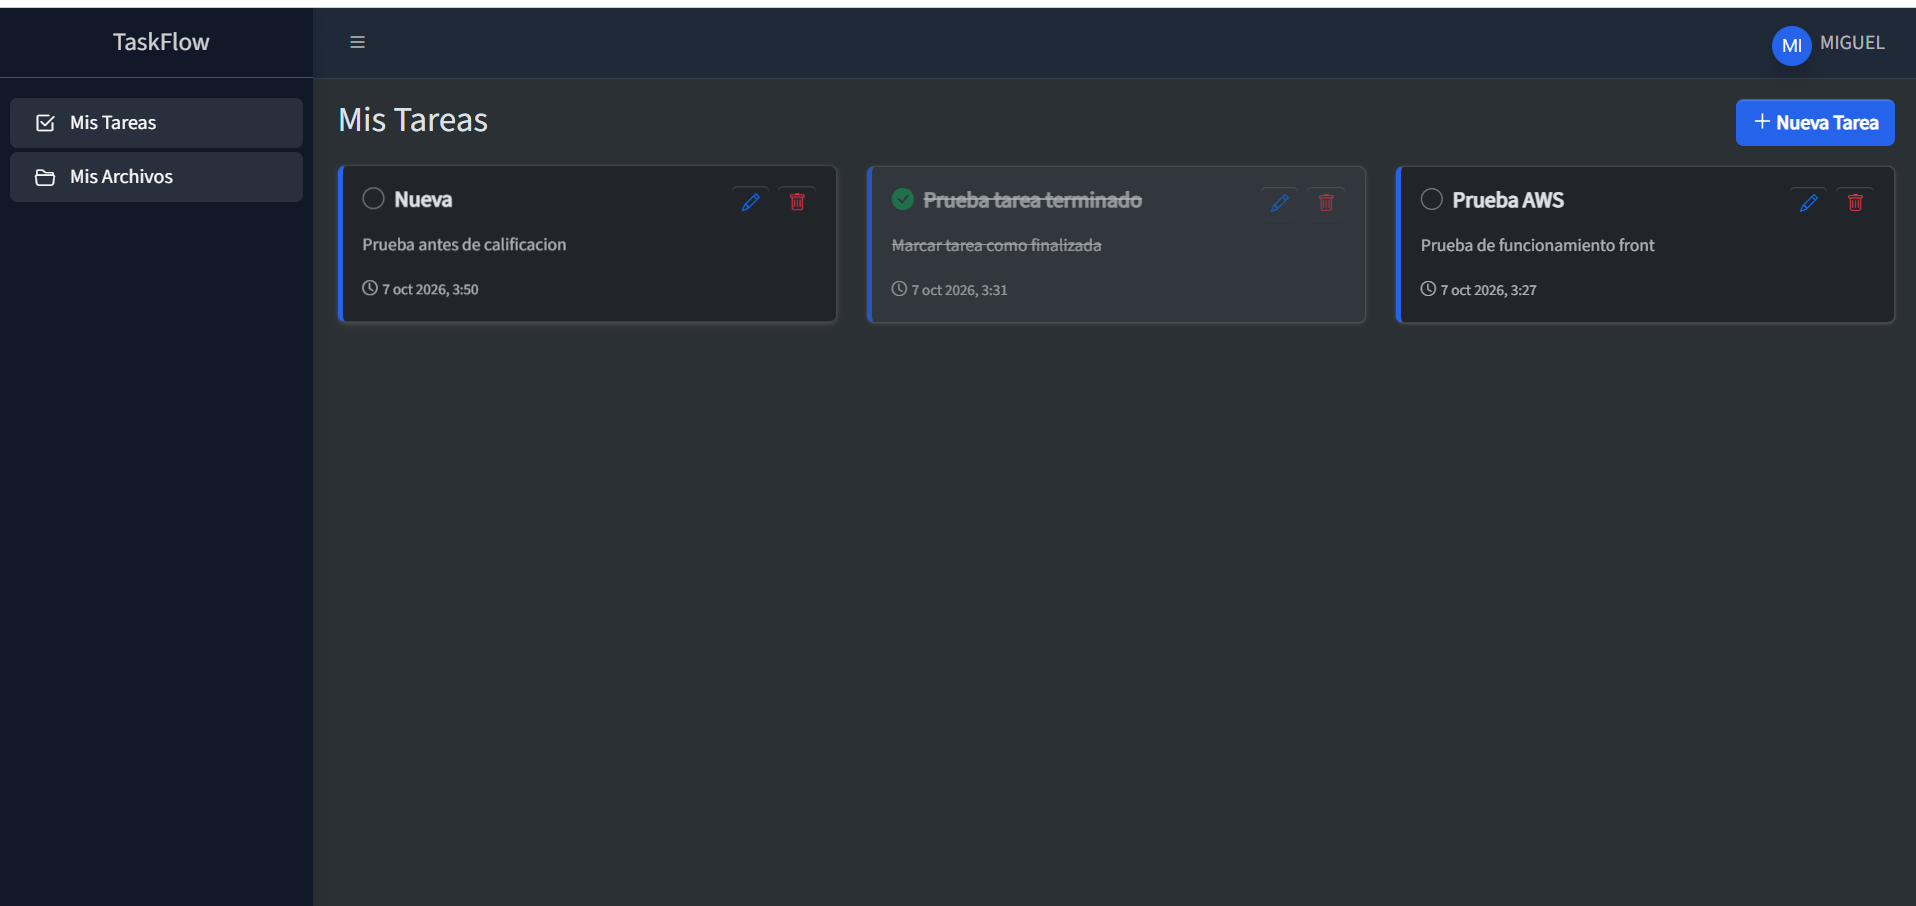 TaskFlow
MI MIGUEL
Mis Tareas
Mis Archivos
Mis Tareas
+ Nueva Tarea
Nueva
Prueba antes de calificacion
7 oct 2026, 3:50
Prueba tarea terminado
Marcar tarea como finalizada
7 oct 2026, 3:31
Prueba AWS
Prueba de funcionamiento front
7 oct 2026, 3:27